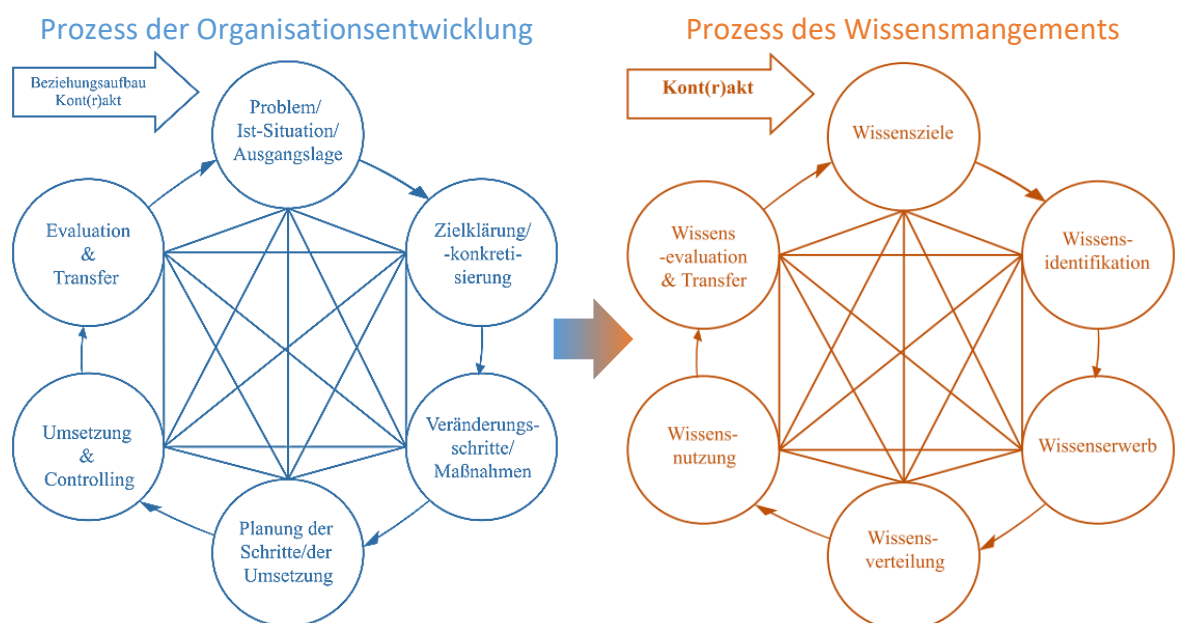 Prozess der Organisationsentwicklung
Beziehungsaufbau
Kont(r)akt
Problem/
Ist-Situation/
Ausgangslage
Zielklärung/
-konkreti-
sierung
Veränderungs-
schritte/
Maßnahmen
Planung der
Schritte/der
Umsetzung
Umsetzung
&
Controlling
Evaluation
&
Transfer
Prozess des Wissensmangements
Kont(r)akt
Wissensziele
Wissens-
identifikation
Wissenserwerb
Wissens-
verteilung
Wissens-
nutzung
Wissens
-evaluation
& Transfer